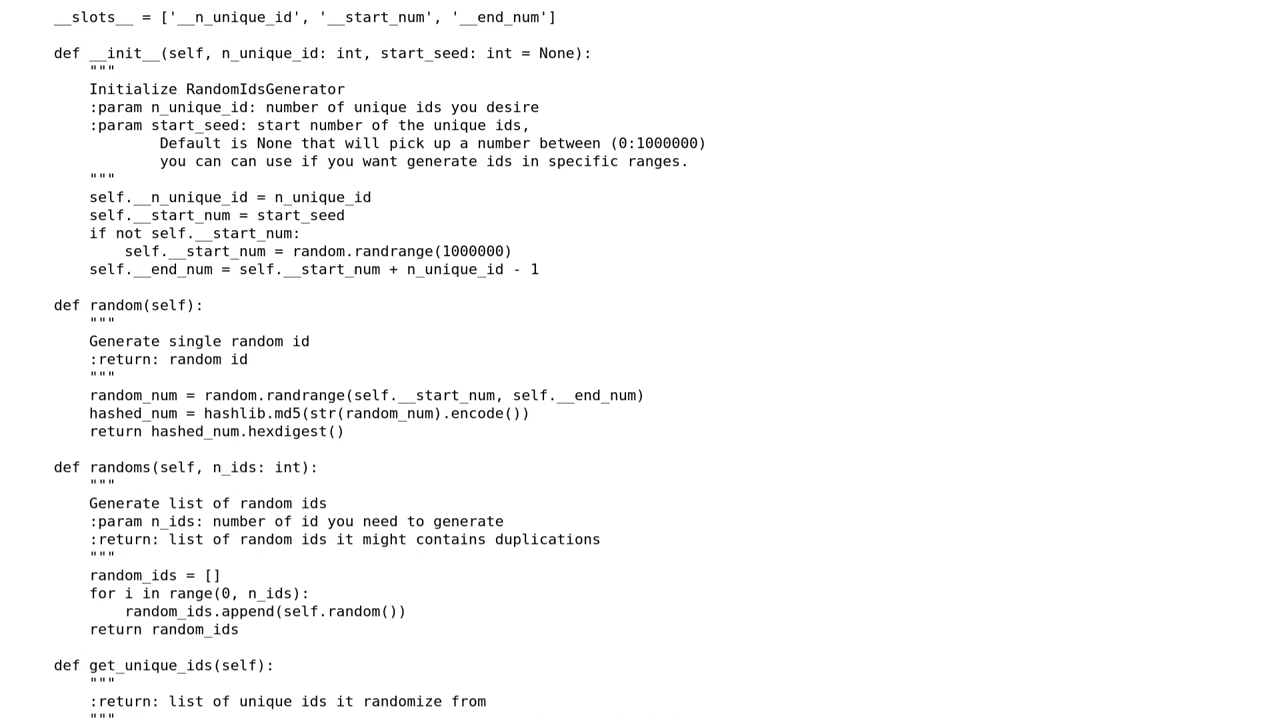 __slots__ = ['__n_unique_id', '__start_num', '__end_num']
def __init__(self, n_unique_id: int, start_seed: int = None):
"""
Initialize RandomIdsGenerator
:param n_unique_id: number of unique ids you desire
:param start_seed: start number of the unique ids,
Default is None that will pick up a number between (0:1000000)
you can can use if you want generate ids in specific ranges.
"""
self.__n_unique_id = n_unique_id
self.__start_num = start_seed
if not self.__start_num:
self.__start_num = random.randrange(1000000)
self.__end_num = self.__start_num + n_unique_id - 1
def random(self):
"""
Generate single random id
:return: random id
"""
random_num = random.randrange(self.__start_num, self.__end_num)
hashed_num = hashlib.md5(str(random_num).encode())
return hashed_num.hexdigest()
def randoms(self, n_ids: int):
"""
Generate list of random ids
:param n_ids: number of id you need to generate
:return: list of random ids it might contains duplications
"""
random_ids = []
for i in range(0, n_ids):
random_ids.append(self.random())
return random_ids
def get_unique_ids(self):
"""
:return: list of unique ids it randomize from
"""